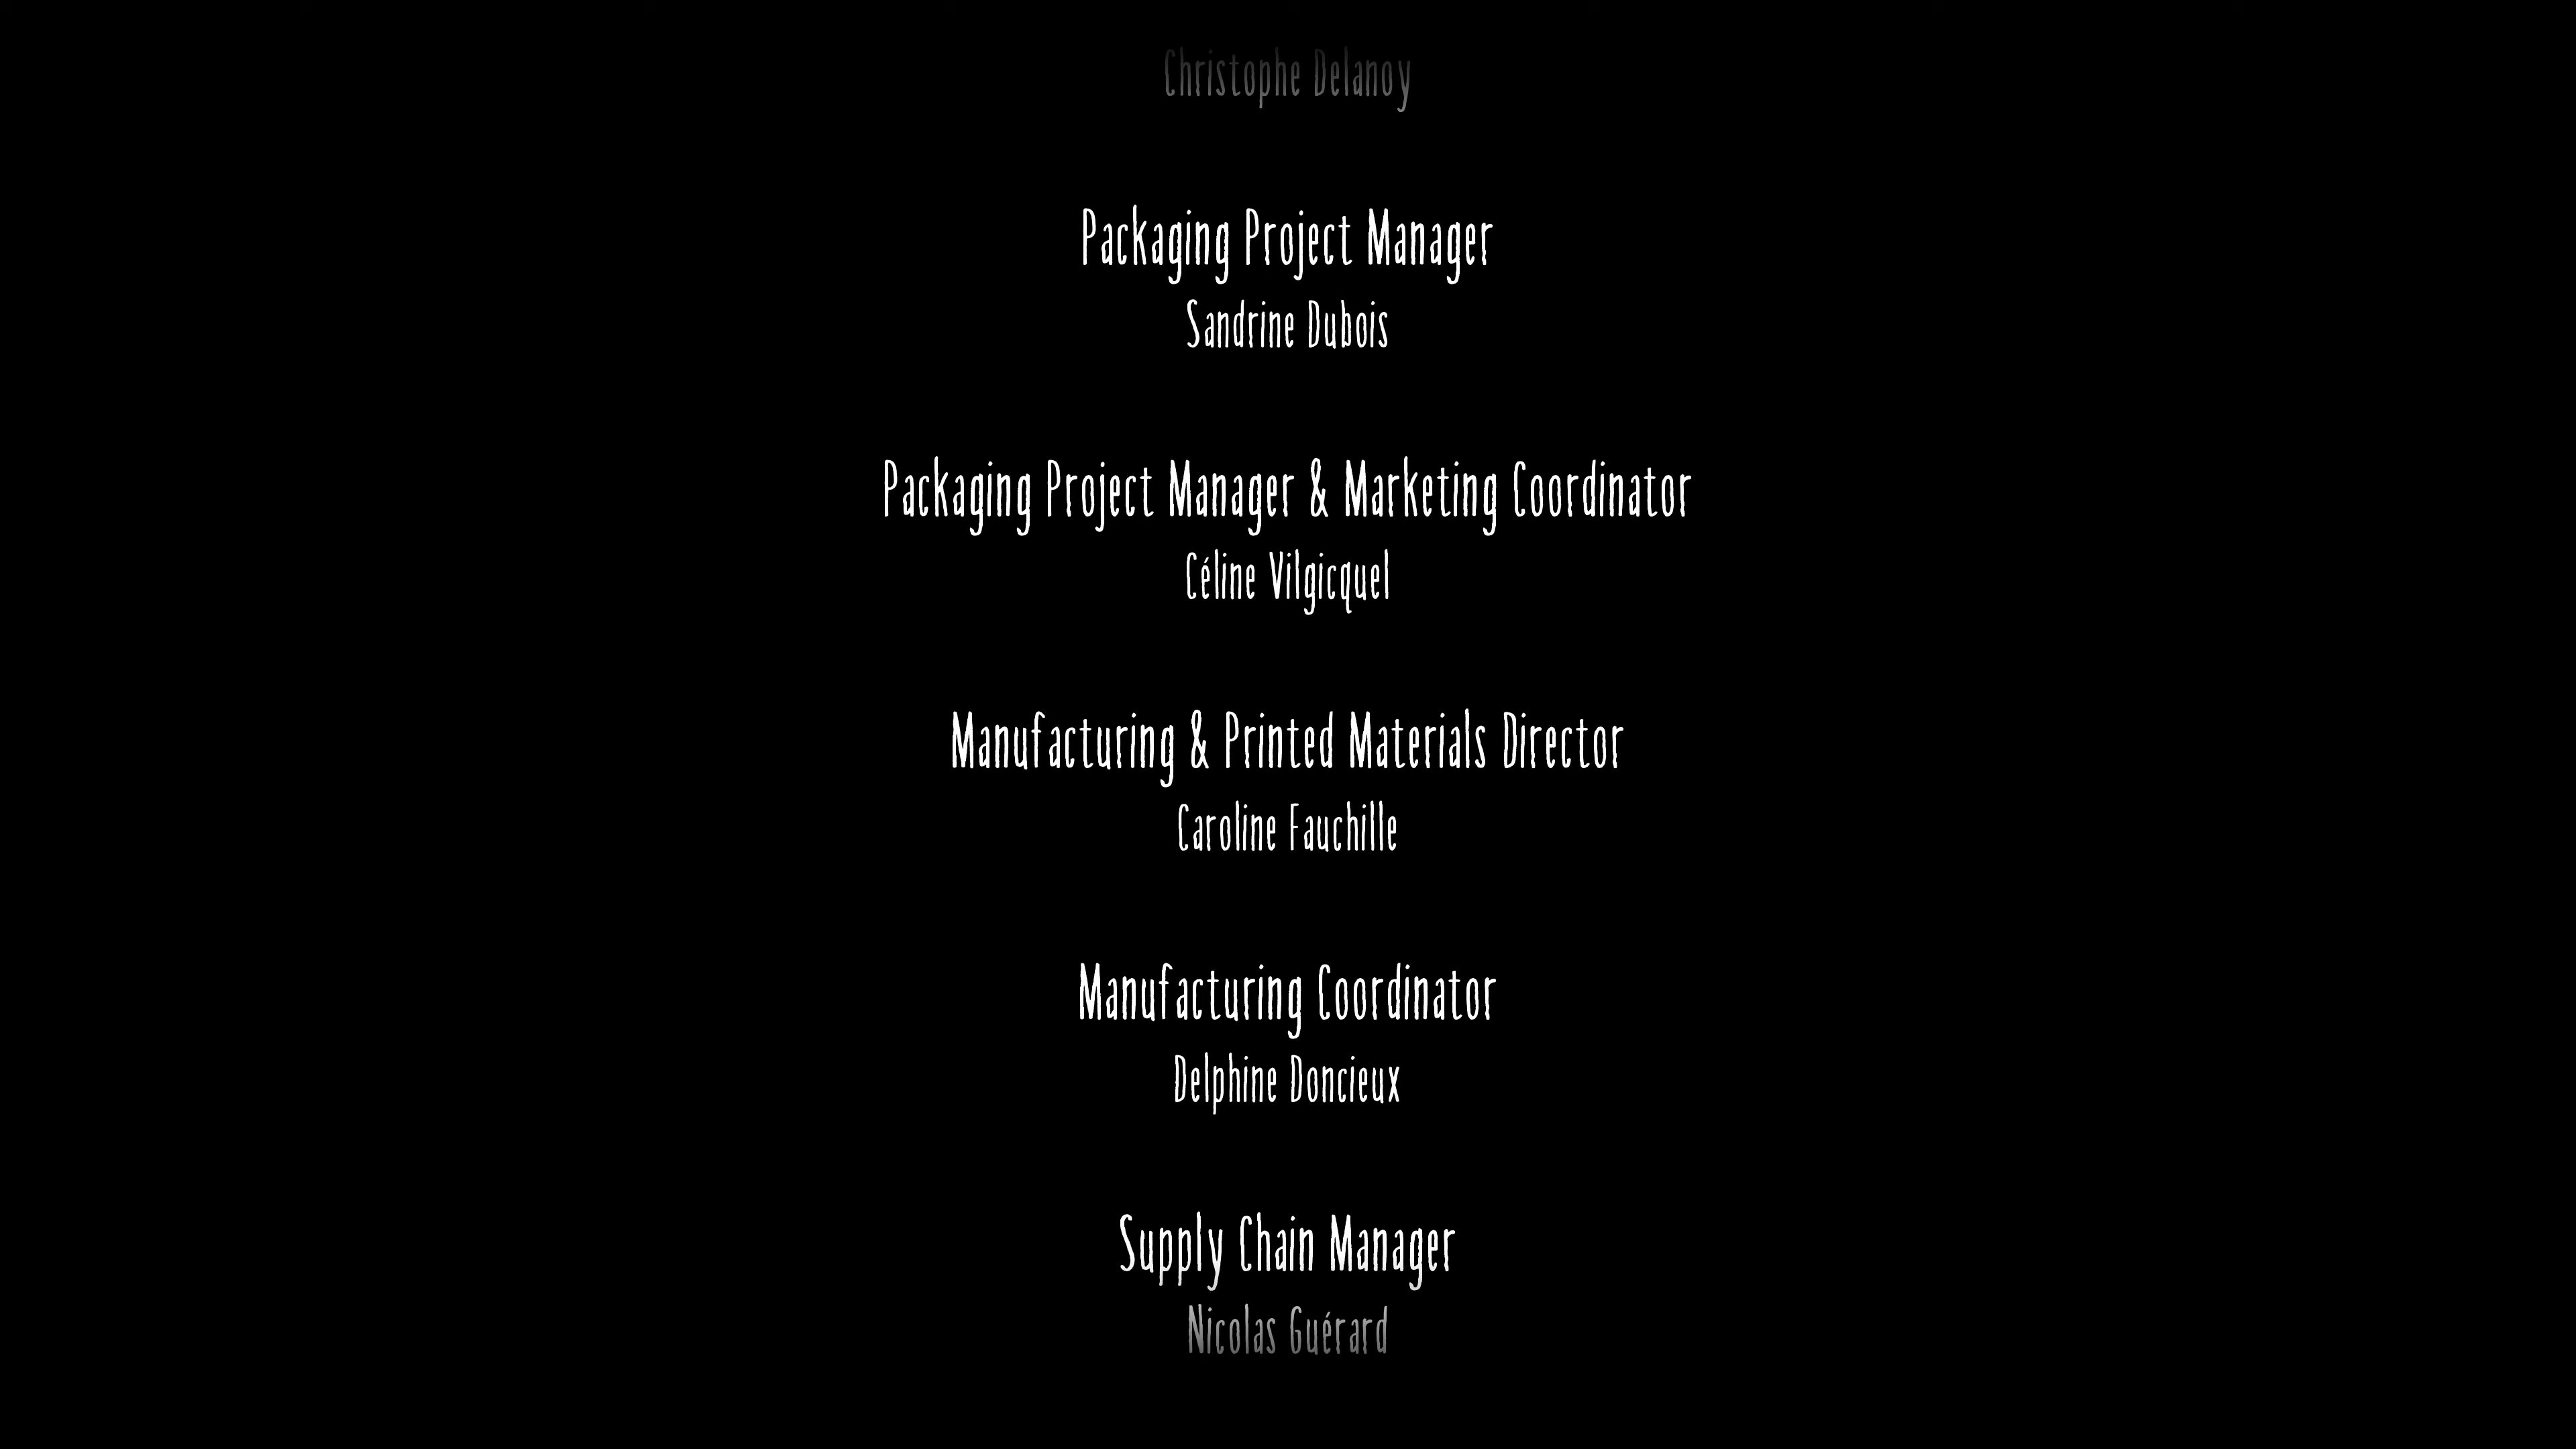 Christophe Delanoy
Packaging Project Manager
Sandrine Dubois
Packaging Project Manager & Marketing Coordinator
Céline Vilgicquel
Manufacturing & Printed Materials Director
Caroline Fauchille
Manufacturing Coordinator
Delphine Doncieux
Supply Chain Manager
Nicolas Guérard